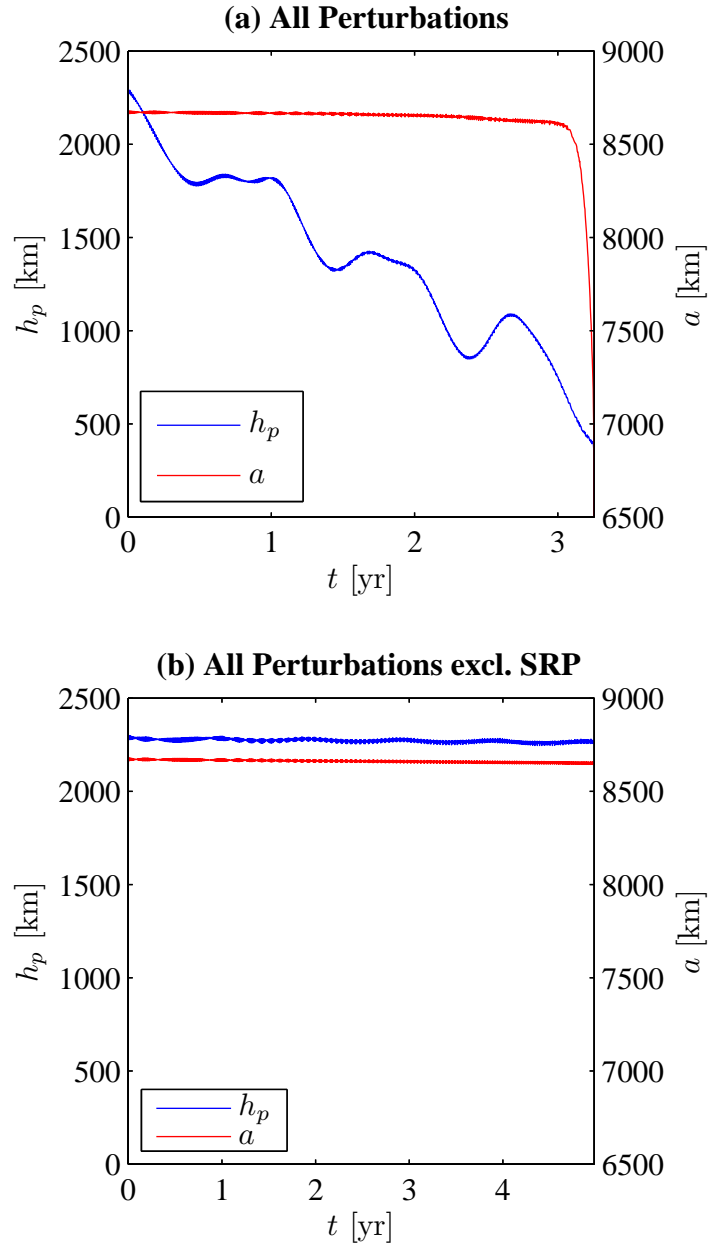 (a) All Perturbations
2500
2000
1500
1000
500
0
h_p [km]
9000
8500
8000
7500
7000
6500
a [km]
h_p
a
0 1 2 3
t [yr]
(b) All Perturbations excl. SRP
2500
2000
1500
1000
500
0
h_p [km]
9000
8500
8000
7500
7000
6500
a [km]
h_p
a
0 1 2 3 4
t [yr]